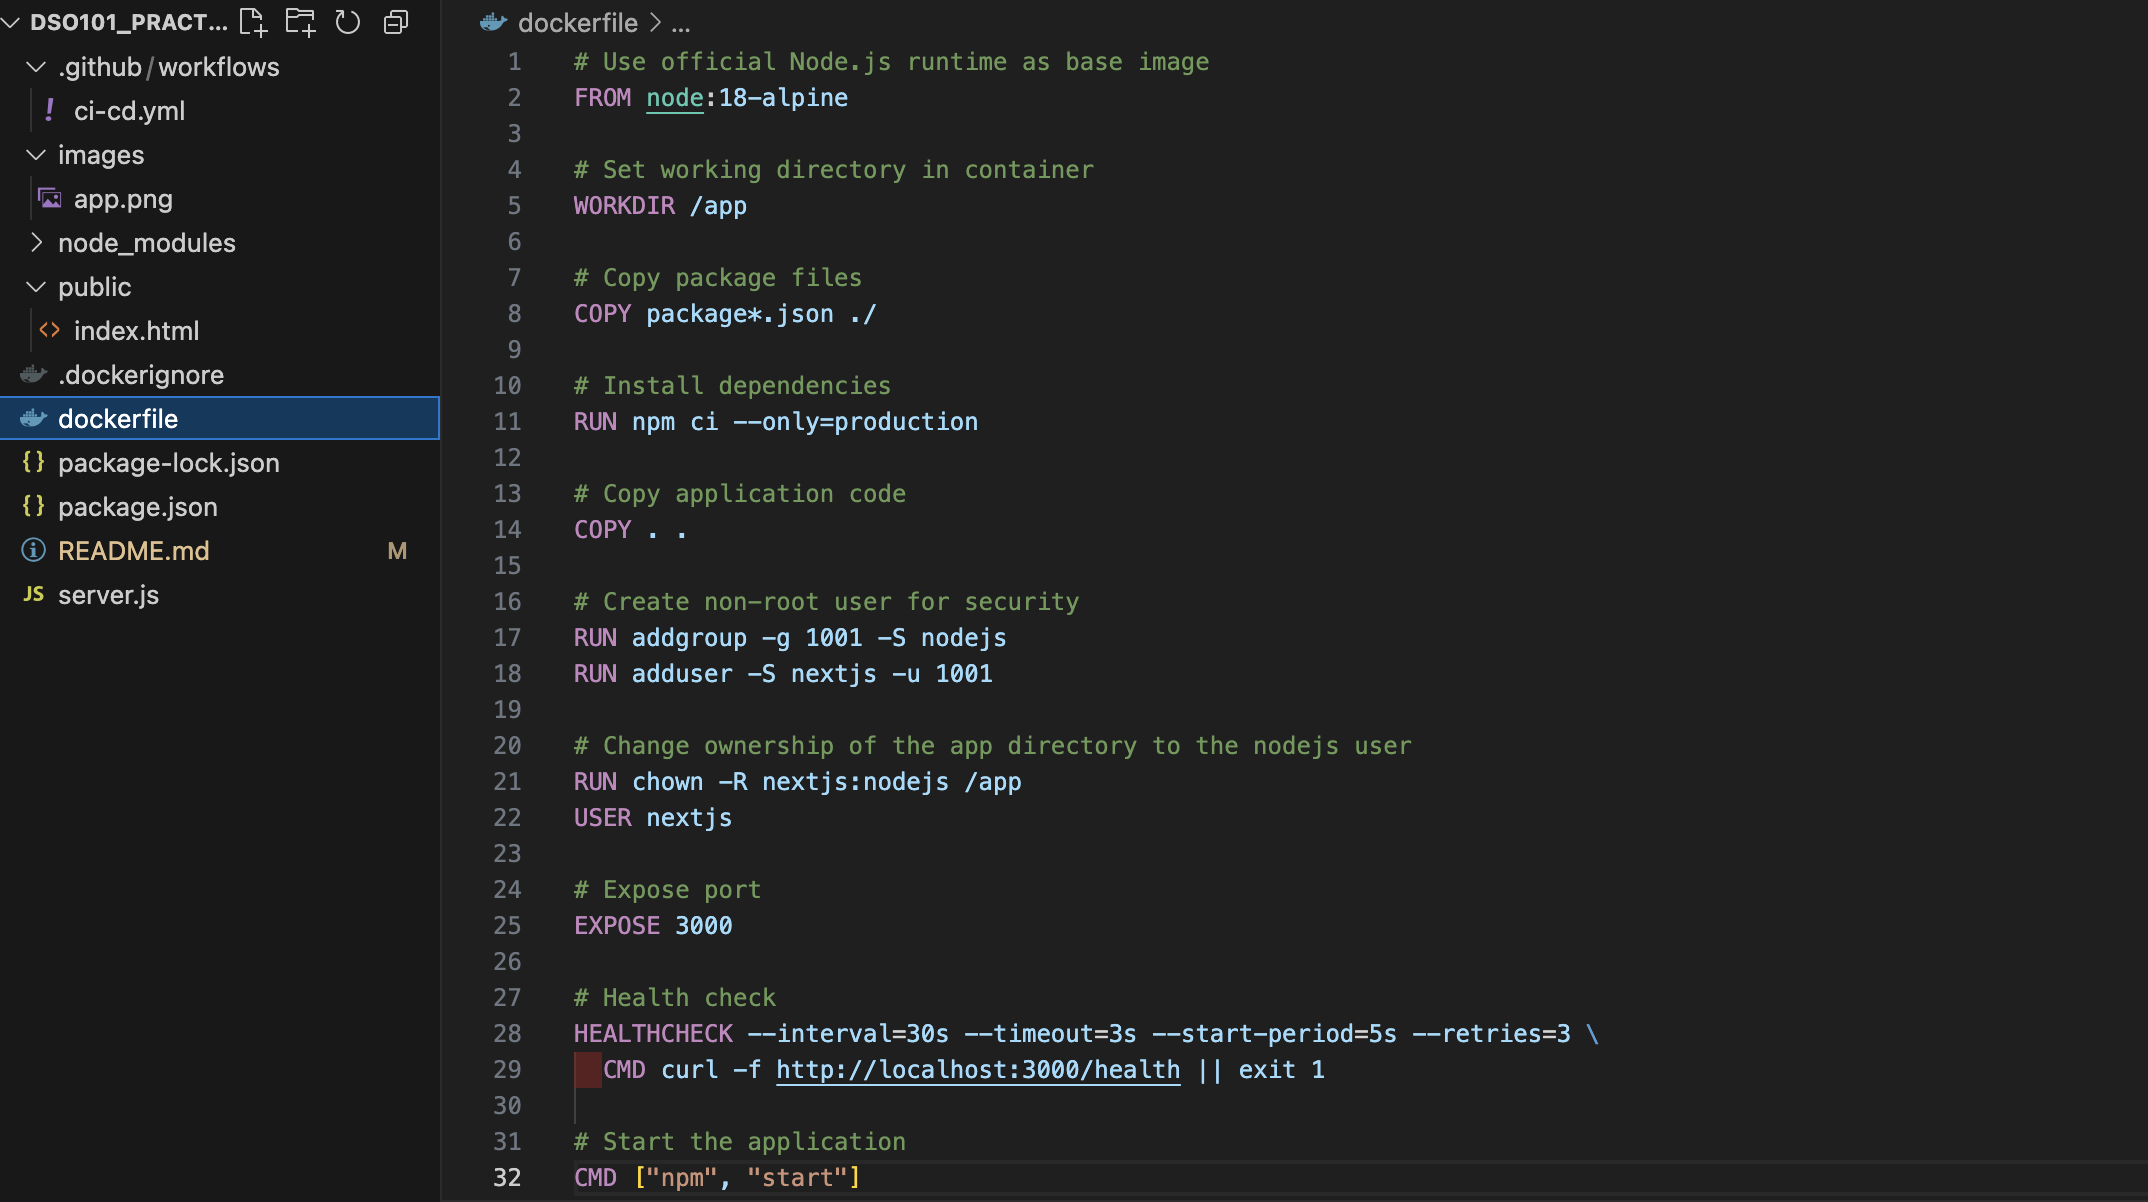 DSO101_PRACT...
.github/workflows
! ci-cd.yml
images
app.png
node_modules
public
<> index.html
.dockerignore
dockerfile
{} package-lock.json
{} package.json
README.md M
JS server.js
dockerfile > ...
1 # Use official Node.js runtime as base image
2 FROM node:18-alpine
3
4 # Set working directory in container
5 WORKDIR /app
6
7 # Copy package files
8 COPY package*.json ./
9
10 # Install dependencies
11 RUN npm ci --only=production
12
13 # Copy application code
14 COPY . .
15
16 # Create non-root user for security
17 RUN addgroup -g 1001 -S nodejs
18 RUN adduser -S nextjs -u 1001
19
20 # Change ownership of the app directory to the nodejs user
21 RUN chown -R nextjs:nodejs /app
22 USER nextjs
23
24 # Expose port
25 EXPOSE 3000
26
27 # Health check
28 HEALTHCHECK --interval=30s --timeout=3s --start-period=5s --retries=3 \
29 CMD curl -f http://localhost:3000/health || exit 1
30
31 # Start the application
32 CMD ["npm", "start"]